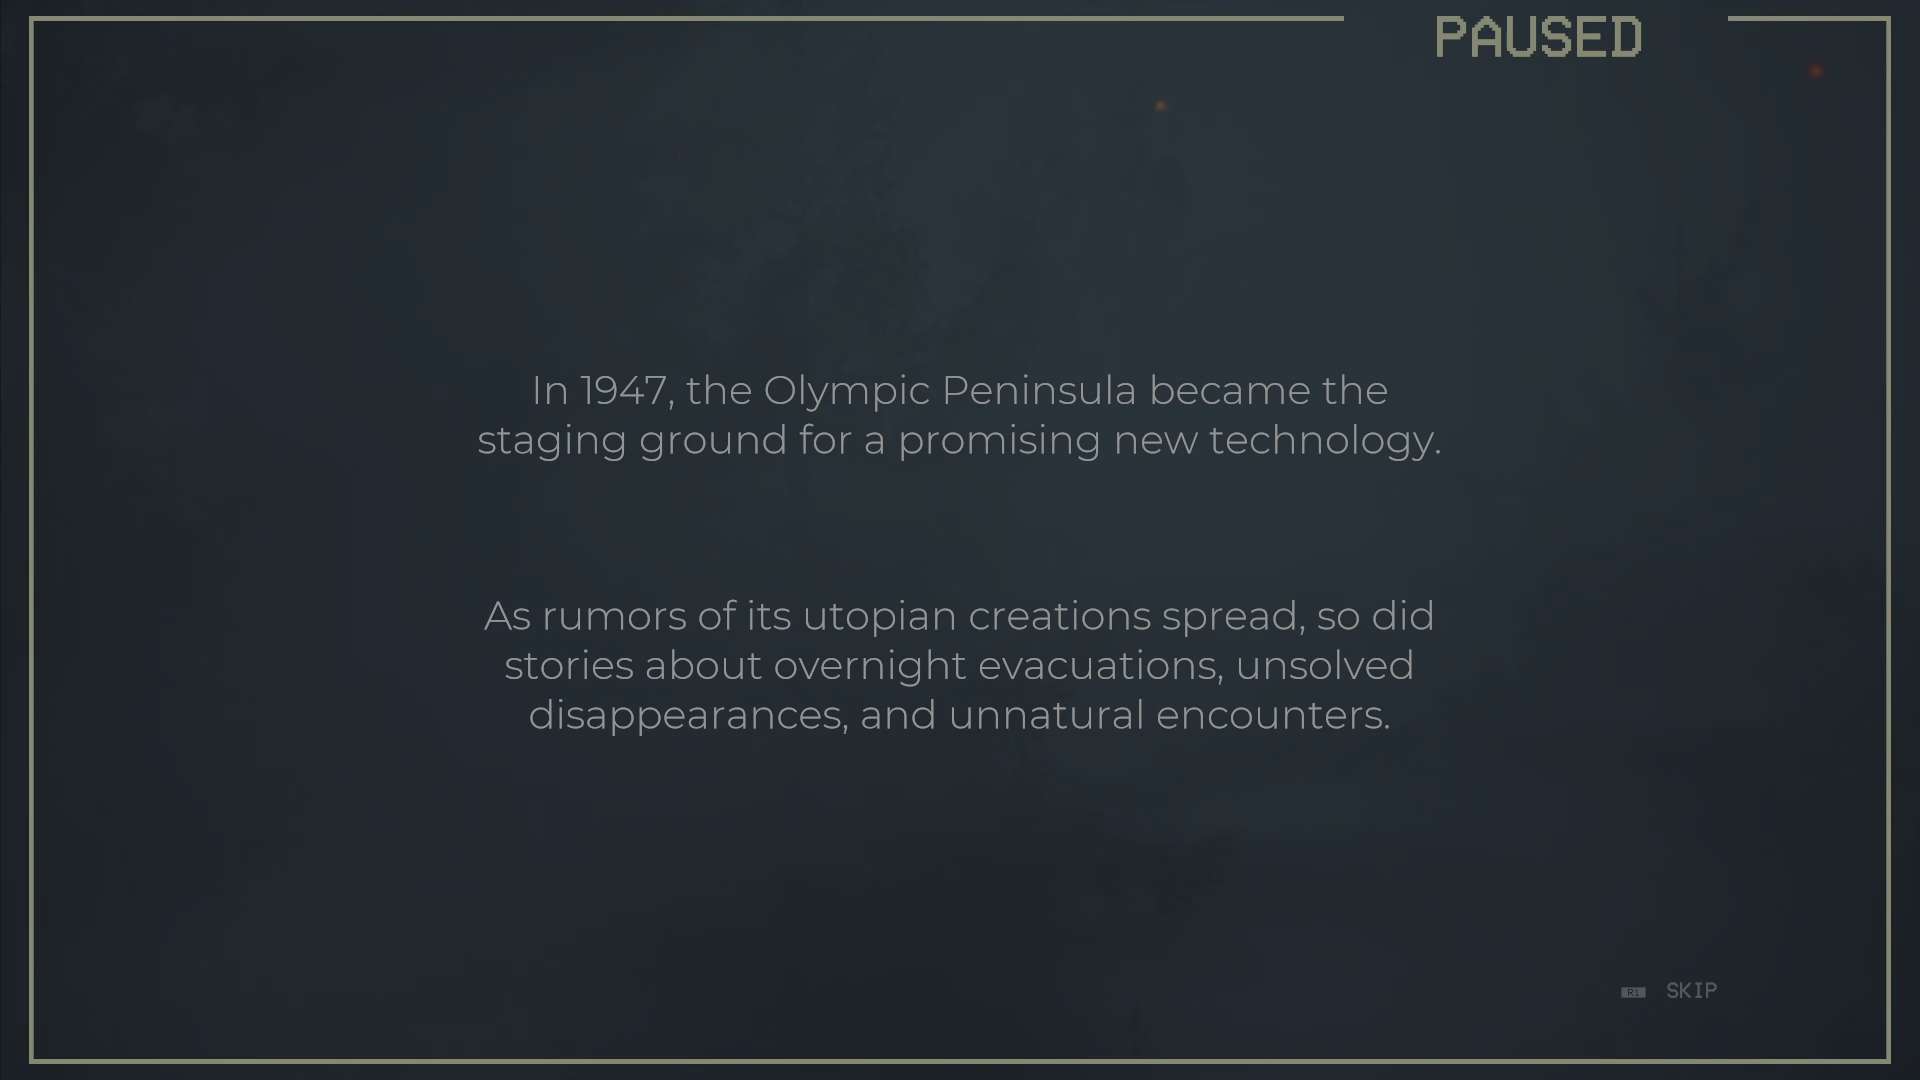 PAUSED
In 1947, the Olympic Peninsula became the
staging ground for a promising new technology.
As rumors of its utopian creations spread, so did
stories about overnight evacuations, unsolved
disappearances, and unnatural encounters.
R1 SKIP